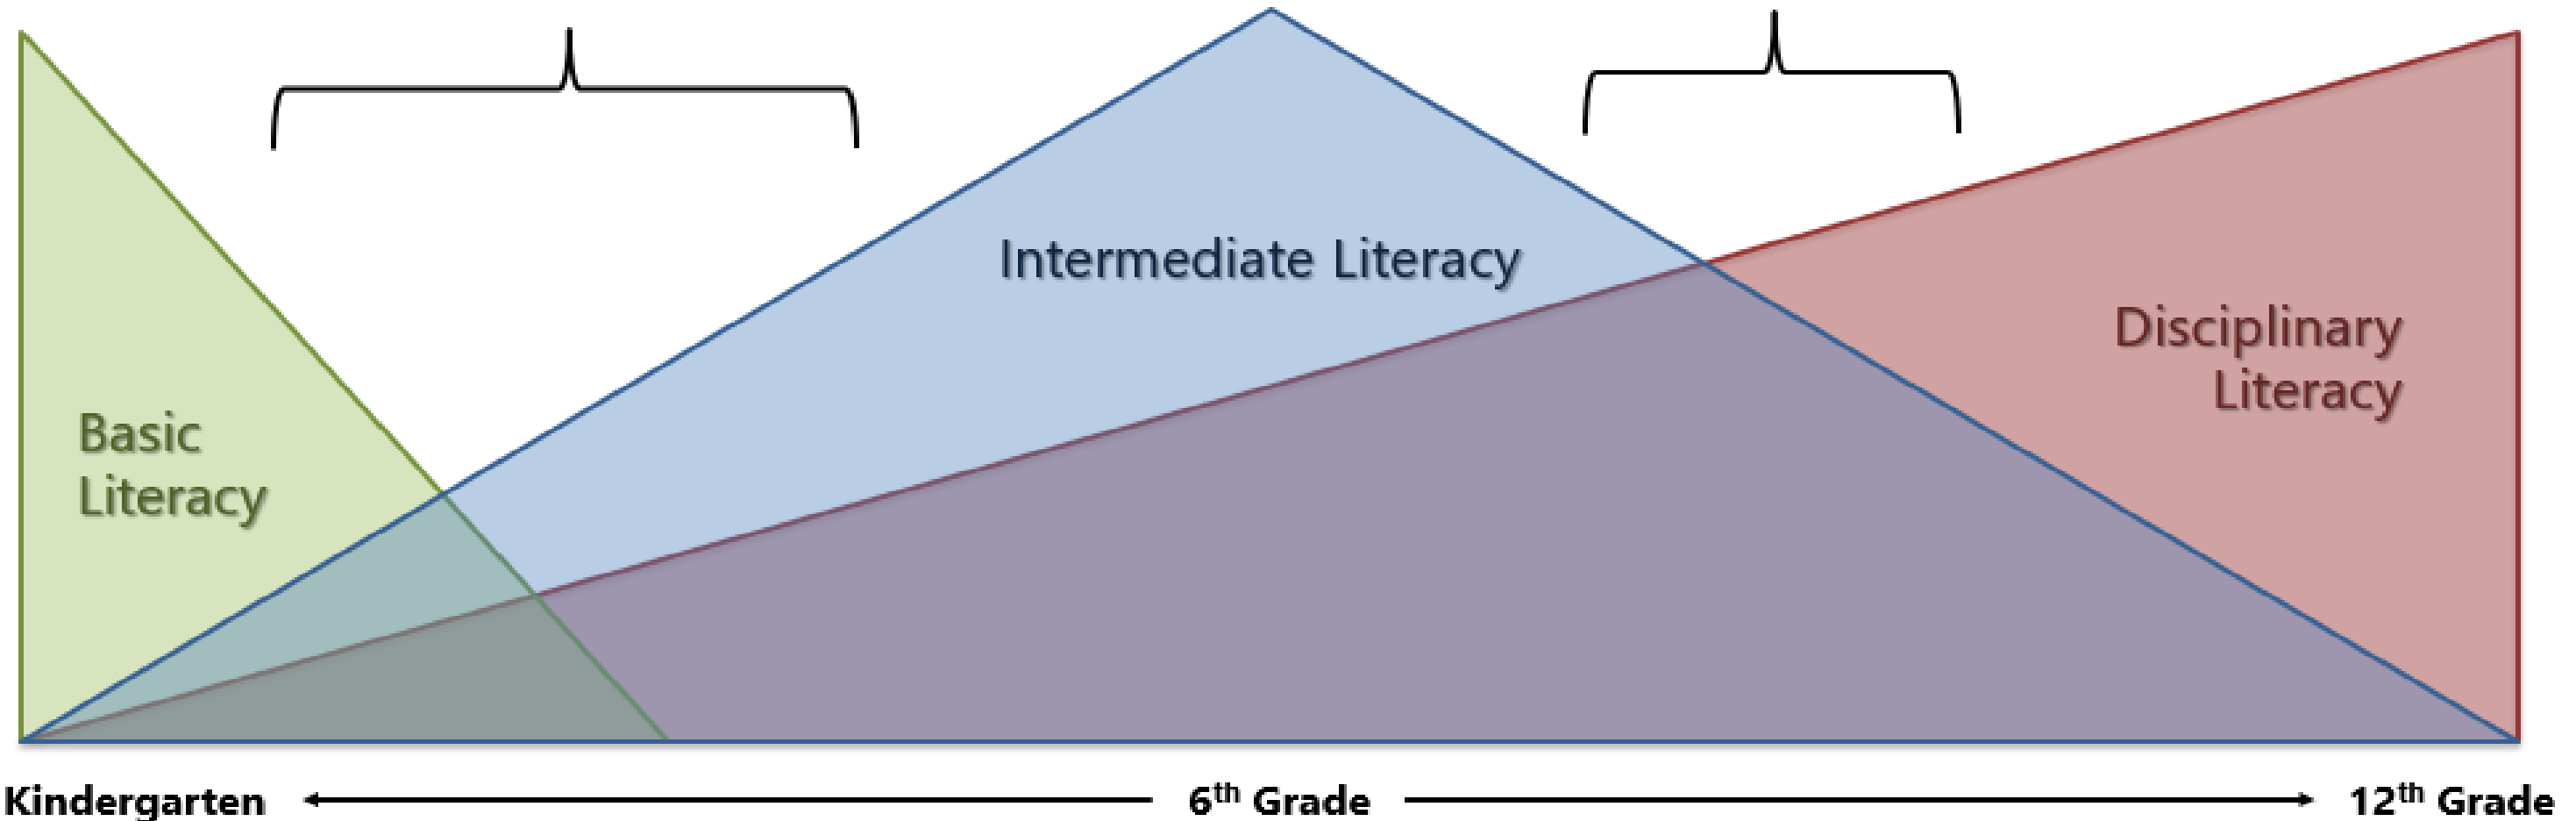 Intermediate Literacy
Disciplinary
Literacy
Basic
Literacy
Kindergarten
6th Grade
12th Grade